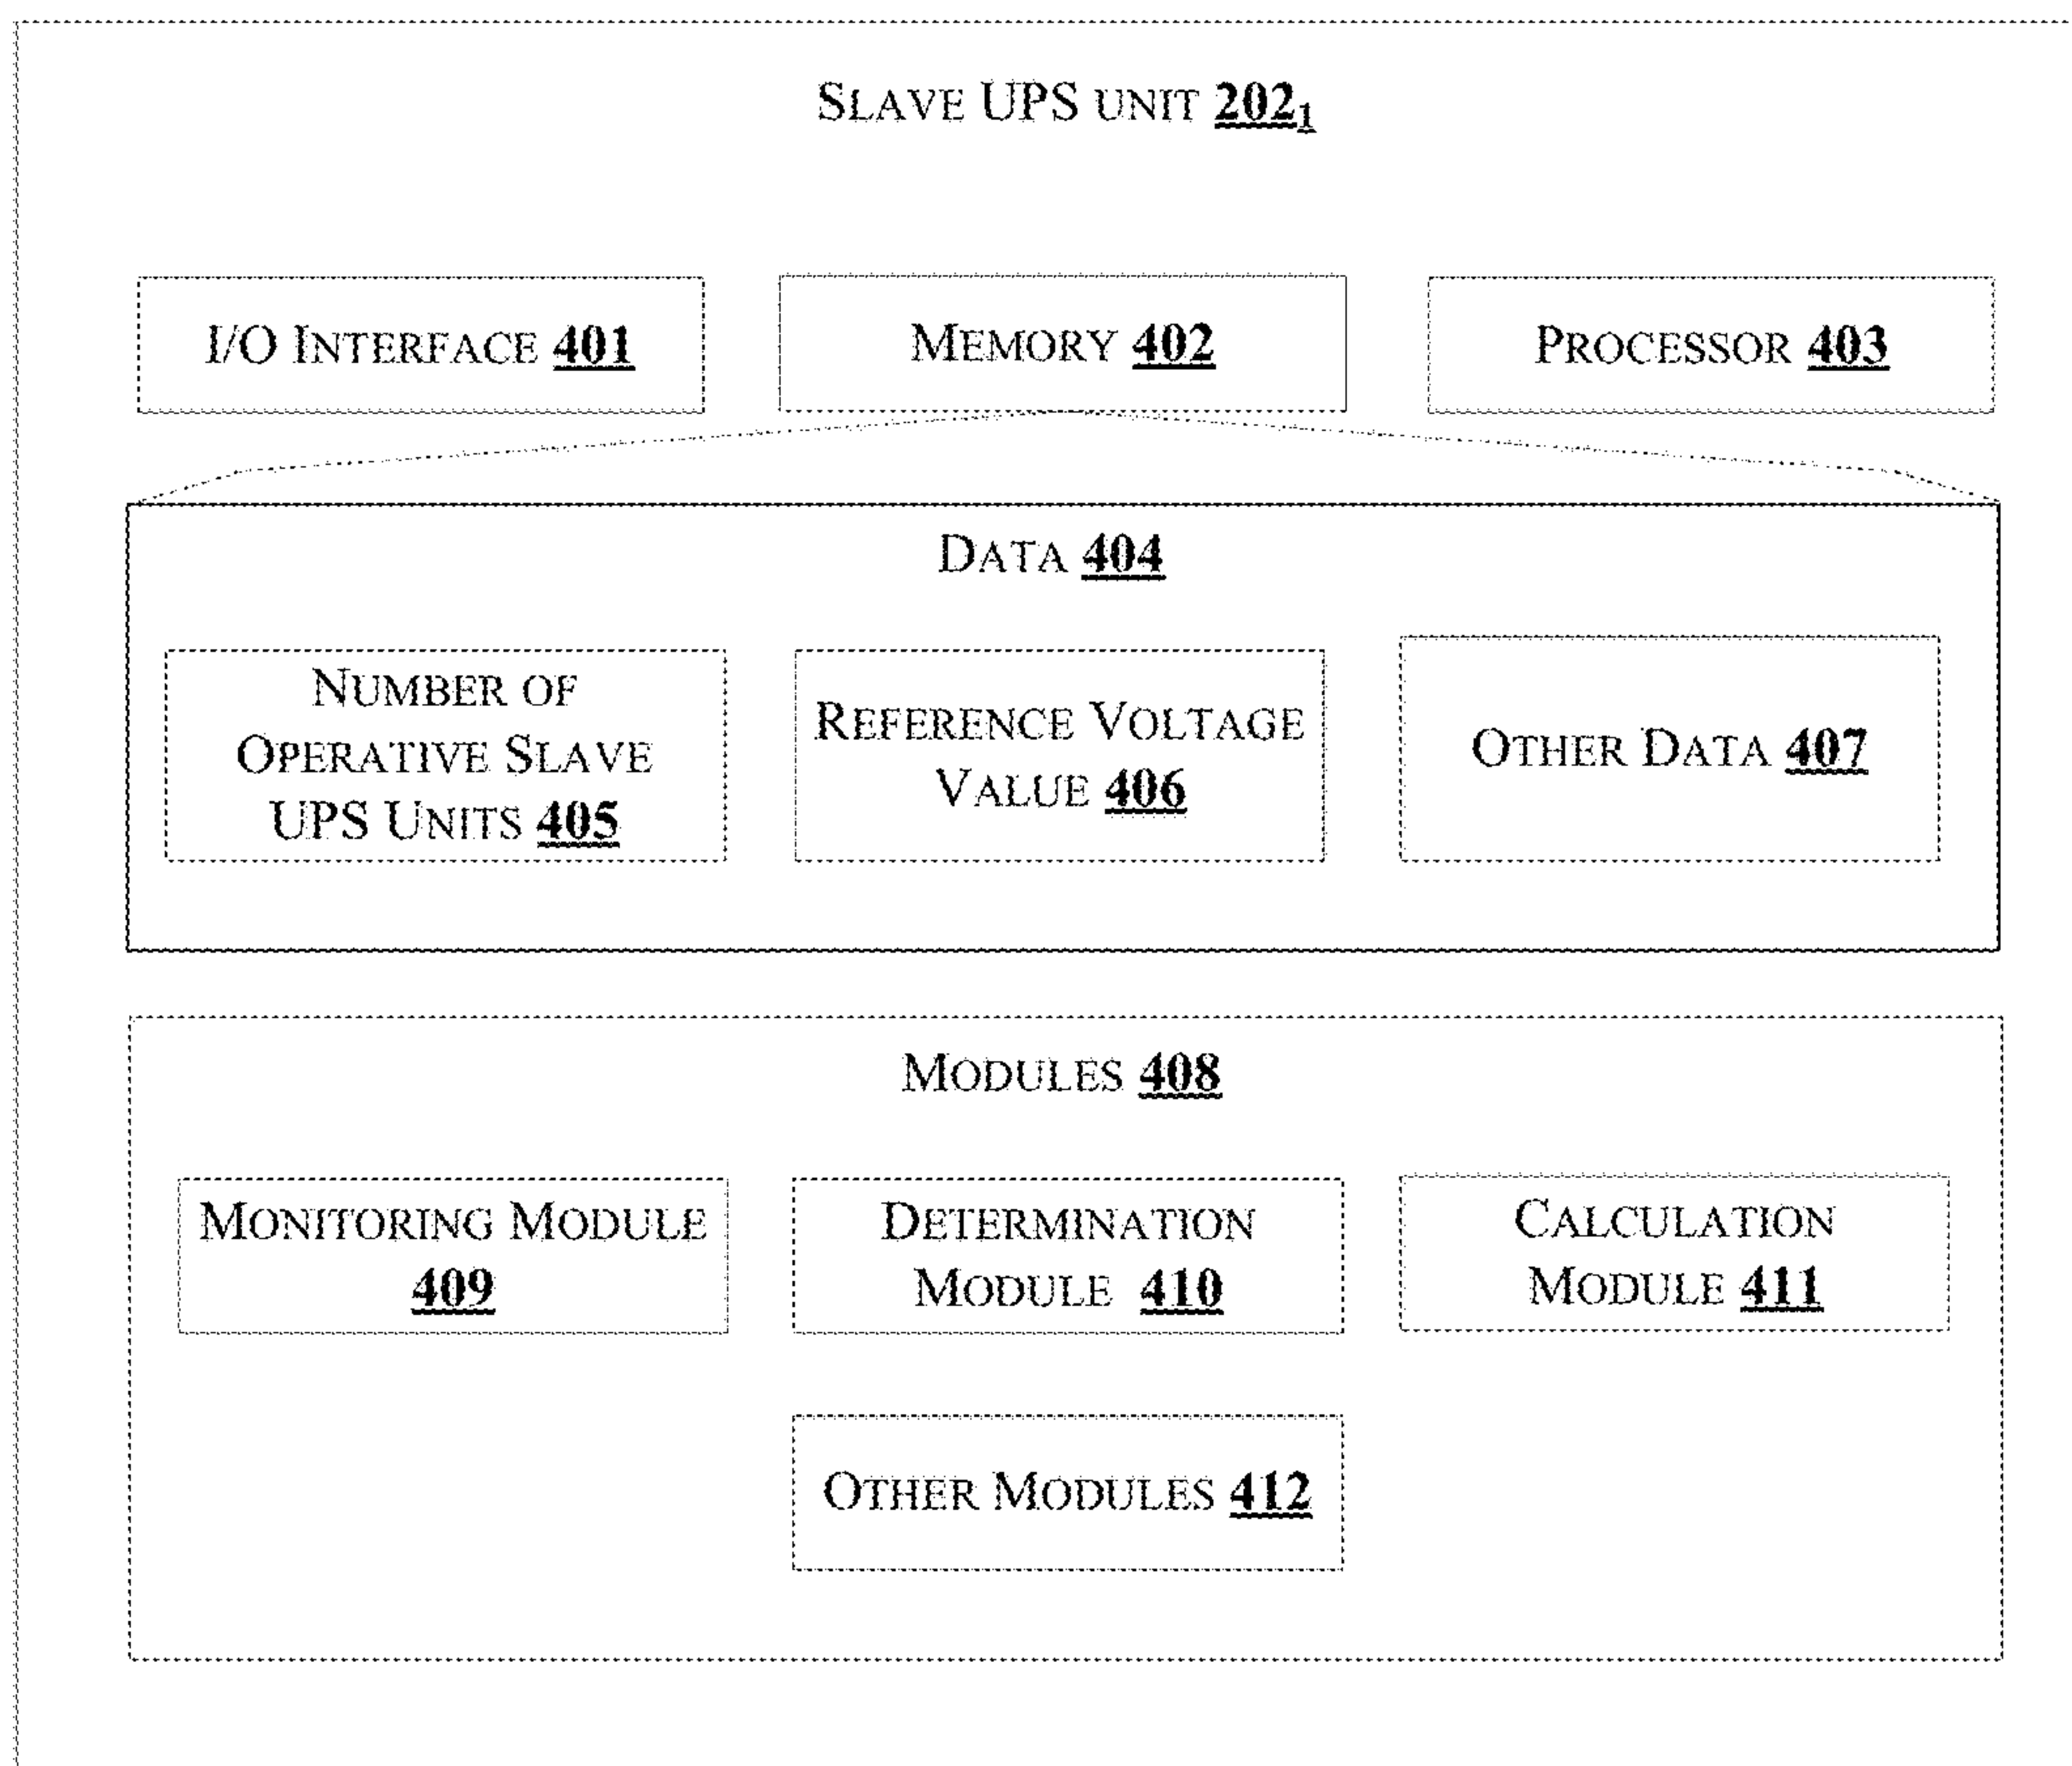 SLAVE UPS UNIT 202₁
I/O INTERFACE 401
MEMORY 402
PROCESSOR 403
DATA 404
NUMBER OF
OPERATIVE SLAVE
UPS UNITS 405
REFERENCE VOLTAGE
VALUE 406
OTHER DATA 407
MODULES 408
MONITORING MODULE
409
DETERMINATION
MODULE 410
CALCULATION
MODULE 411
OTHER MODULES 412